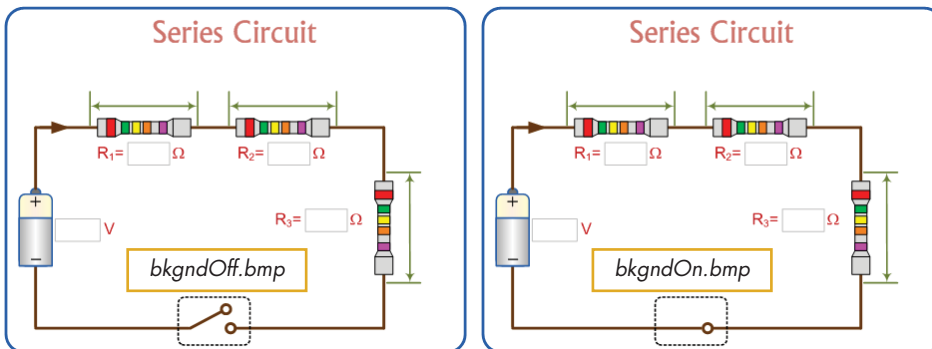 Series Circuit
R1= Ω R2= Ω
R3= Ω
+
V
−
bkgndOff.bmp
Series Circuit
R1= Ω R2= Ω
R3= Ω
+
V
−
bkgndOn.bmp